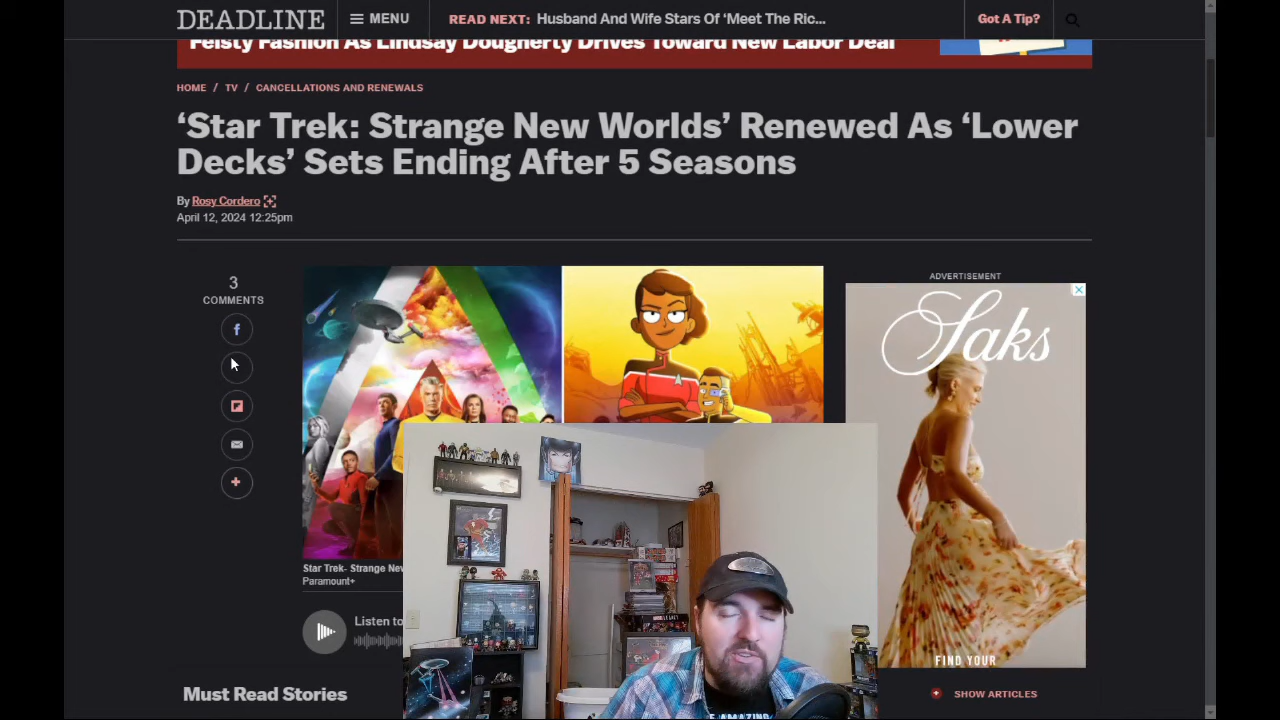 DEADLINE
MENU
READ NEXT: Husband And Wife Stars Of ‘Meet The Ric...
Got A Tip?
Feisty Fashion As Lindsay Dougherty Drives Toward New Labor Deal
HOME / TV / CANCELLATIONS AND RENEWALS
‘Star Trek: Strange New Worlds’ Renewed As ‘Lower
Decks’ Sets Ending After 5 Seasons
By Rosy Cordero
April 12, 2024 12:25pm
3
COMMENTS
ADVERTISEMENT
Saks
FIND YOUR
Star Trek- Strange New
Paramount+
Listen to
Must Read Stories
SHOW ARTICLES